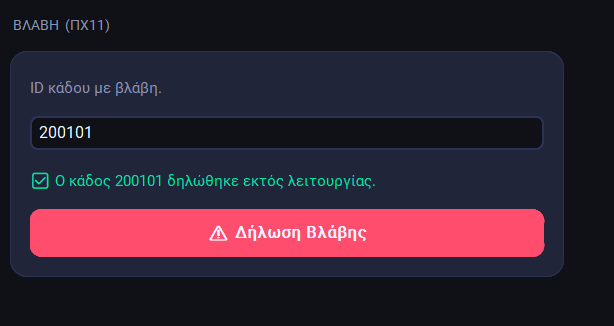 ΒΛΑΒΗ (ΠΧ11)
ID κάδου με βλάβη.
200101
Ο κάδος 200101 δηλώθηκε εκτός λειτουργίας.
Δήλωση Βλάβης